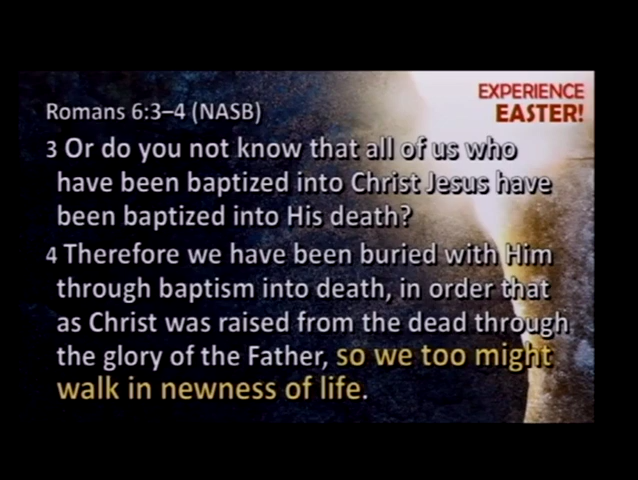 EXPERIENCE
EASTER!
Romans 6:3–4 (NASB)
3 Or do you not know that all of us who
have been baptized into Christ Jesus have
been baptized into His death?
4 Therefore we have been buried with Him
through baptism into death, in order that
as Christ was raised from the dead through
the glory of the Father, so we too might
walk in newness of life.